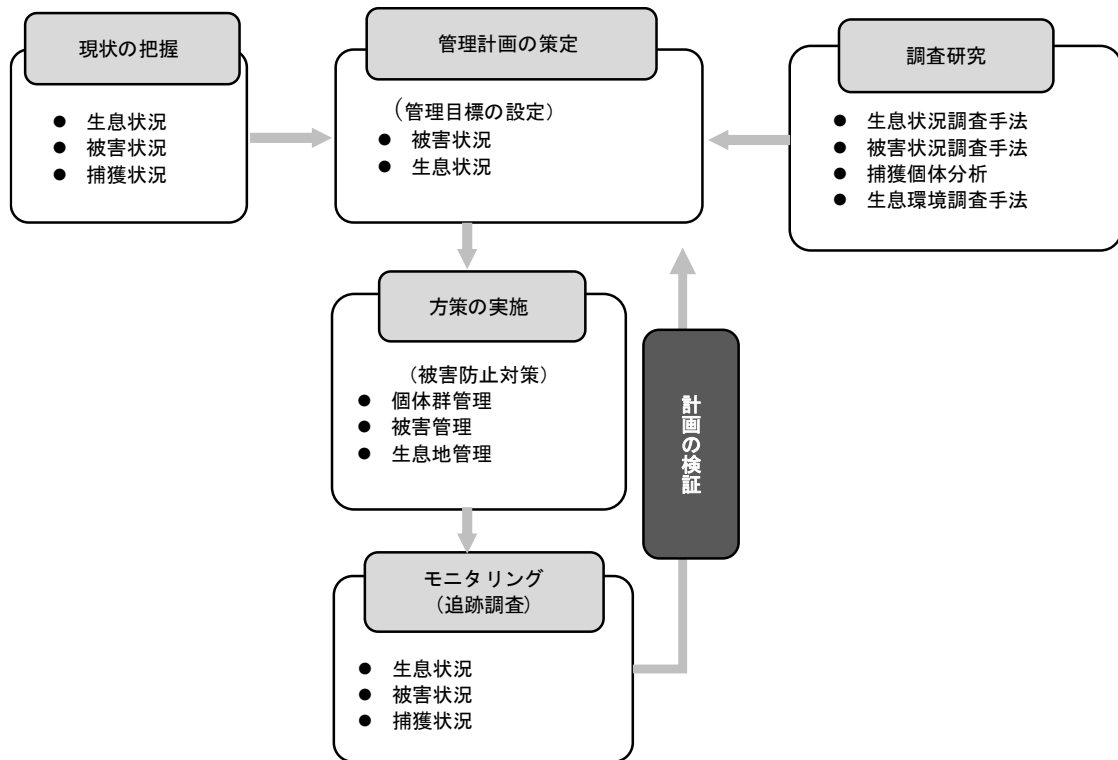 現状の把握
● 生息状況
● 被害状況
● 捕獲状況
管理計画の策定
(管理目標の設定)
● 被害状況
● 生息状況
調査研究
● 生息状況調査手法
● 被害状況調査手法
● 捕獲個体分析
● 生息環境調査手法
方策の実施
(被害防止対策)
● 個体群管理
● 被害管理
● 生息地管理
計画の検証
モニタリング
(追跡調査)
● 生息状況
● 被害状況
● 捕獲状況